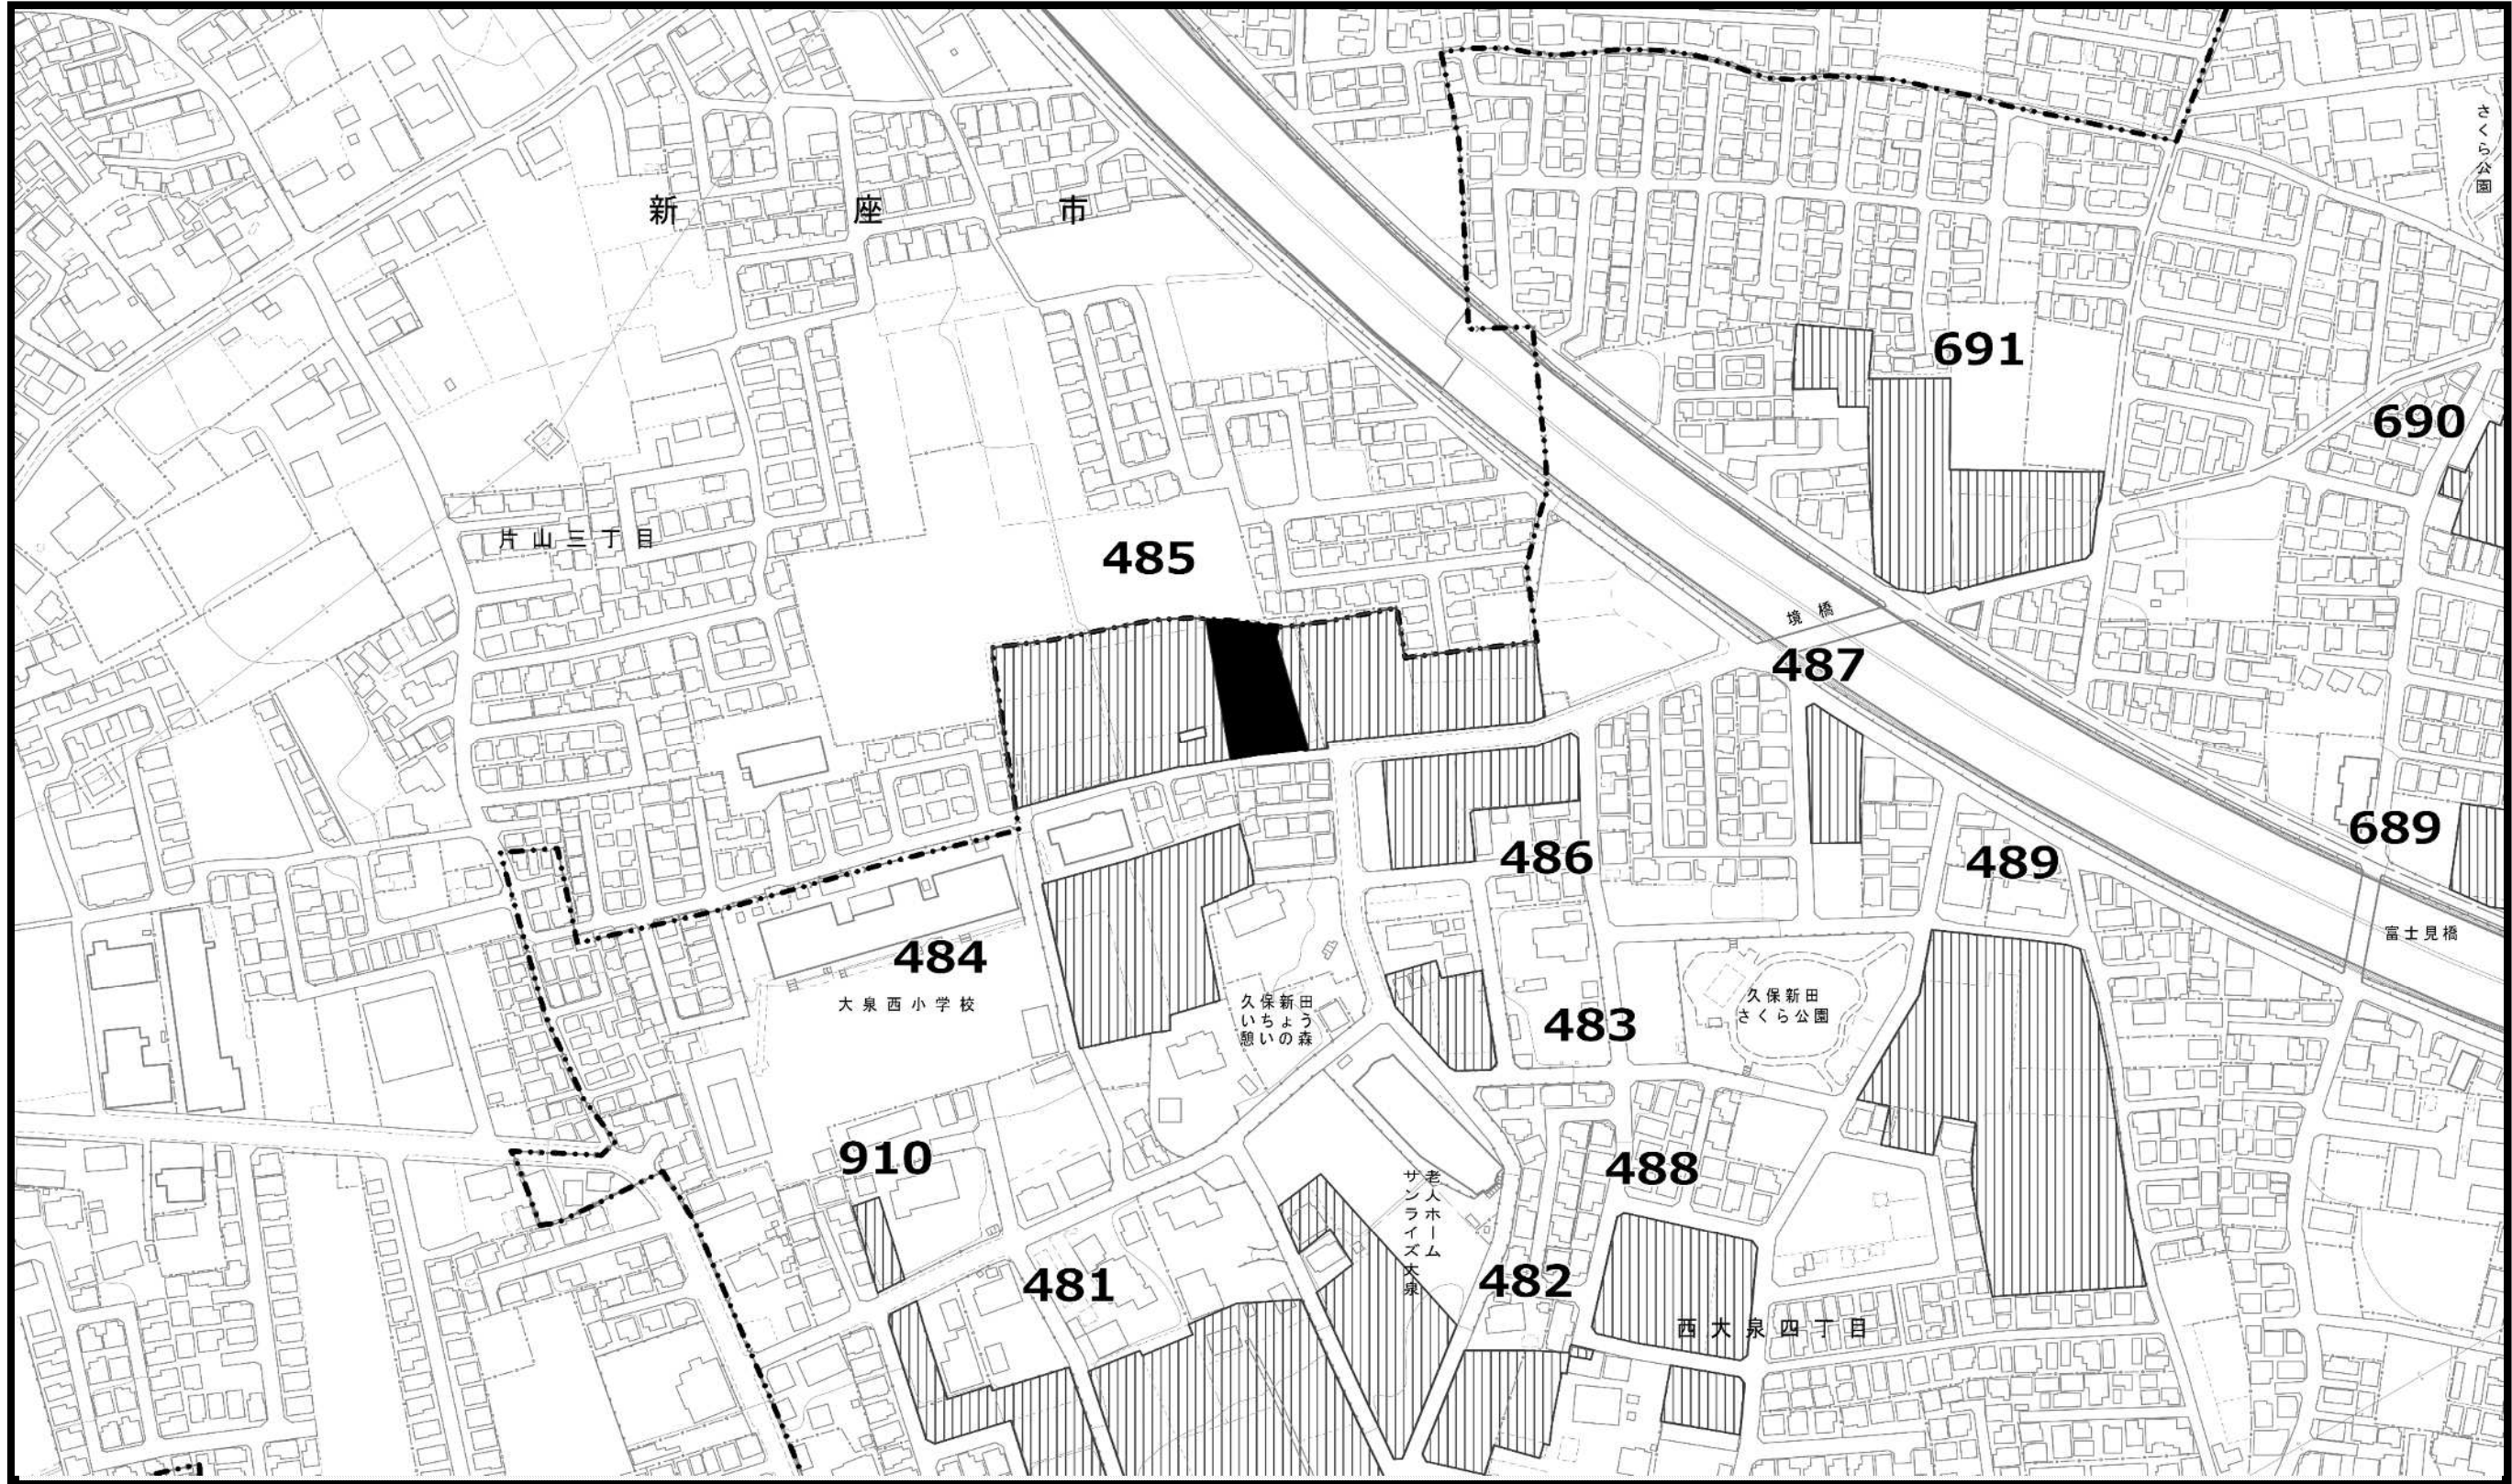 さくら公園
新座市
691
690
片山三丁目
485
境橋
487
689
486
489
富士見橋
484
大泉西小学校
久保新田
いちょう
憩いの森
483
久保新田
さくら公園
910
488
老人ホーム
サンライズ大泉
481
482
西大泉四丁目